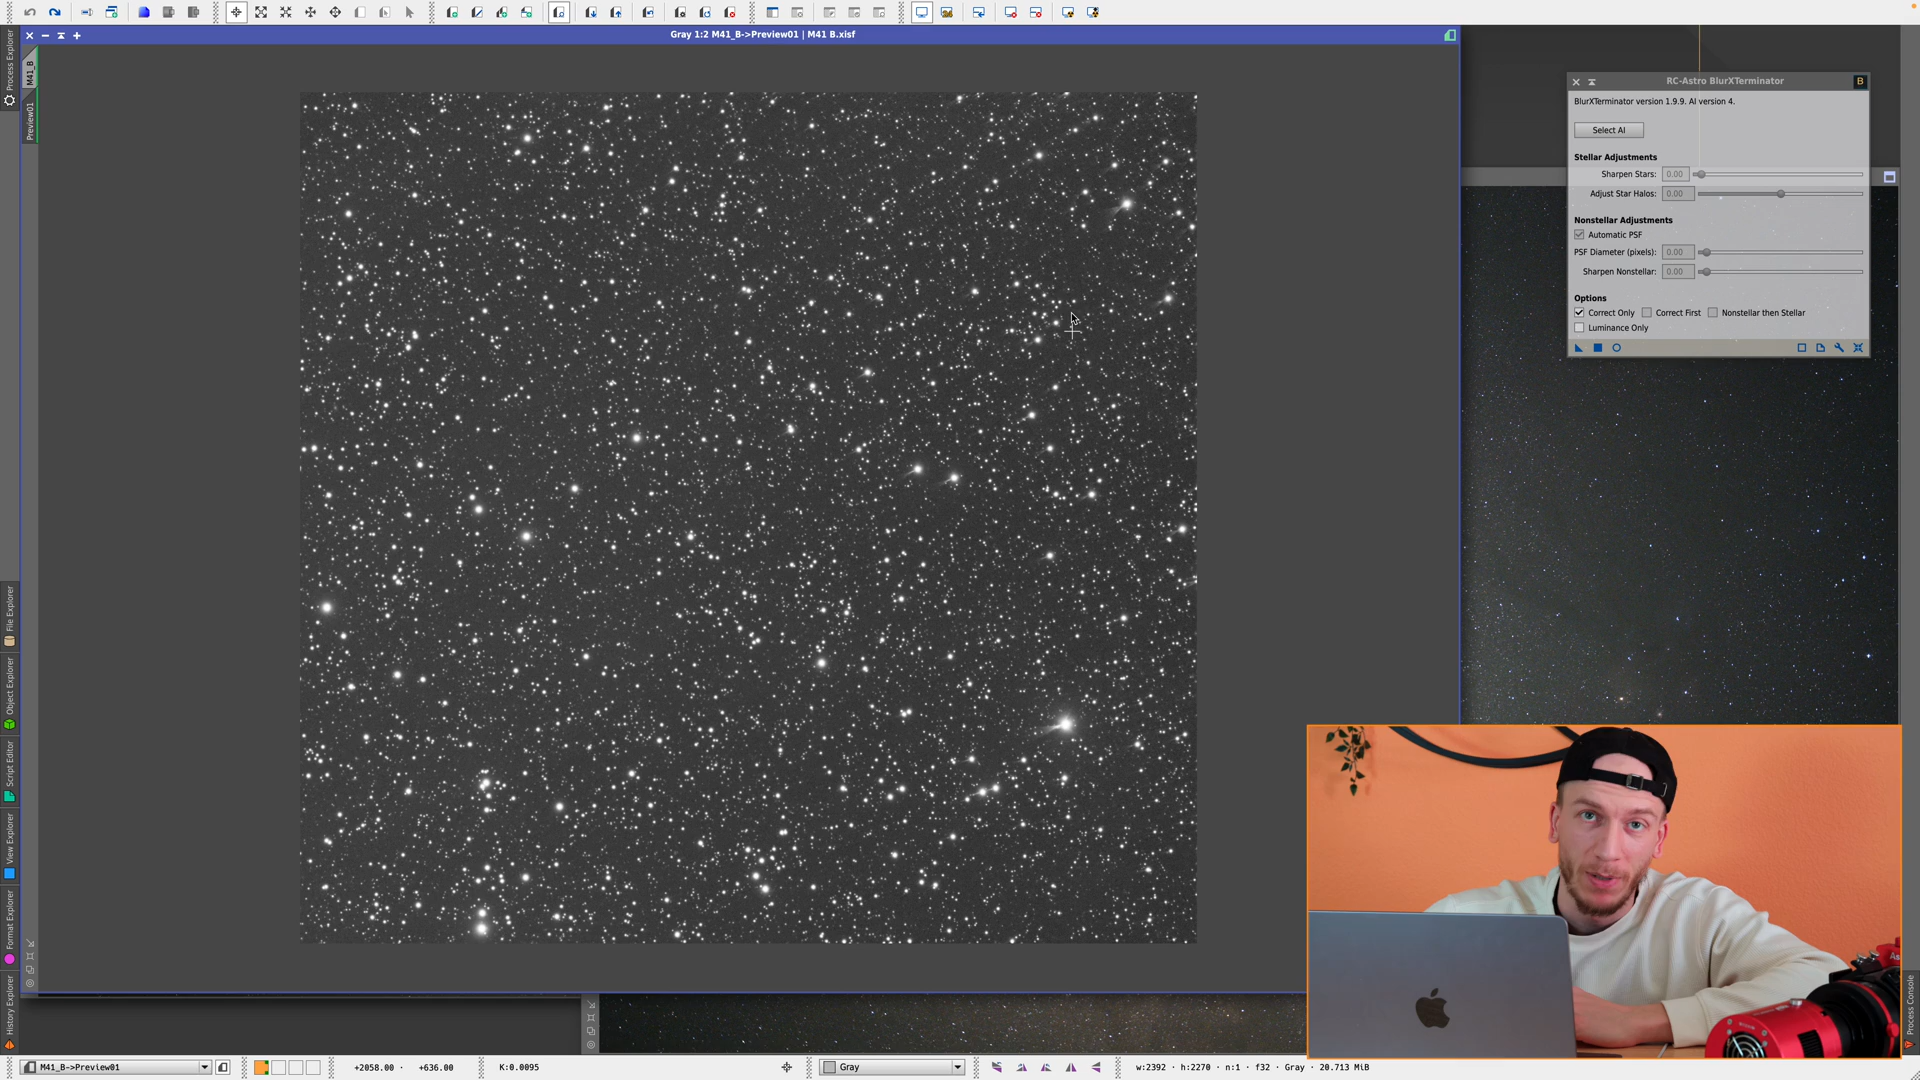 Gray 1:2 M41_B->Preview01 | M41 B.xisf
Process Explorer
M41_B
Preview01
RC-Astro BlurXTerminator
B
BlurXTerminator version 1.9.9. AI version 4.
Select AI
Stellar Adjustments
Sharpen Stars: 0.00
Adjust Star Halos: 0.00
Nonstellar Adjustments
Automatic PSF
PSF Diameter (pixels): 0.00
Sharpen Nonstellar: 0.00
Options
Correct Only Correct First Nonstellar then Stellar
Luminance Only
File Explorer
Object Explorer
Script Editor
View Explorer
Format Explorer
History Explorer
Process Console
M41_B->Preview01
+2058.00 · +636.00
K:0.0095
Gray
w:2392 · h:2270 · n:1 · f32 · Gray · 20.713 MiB